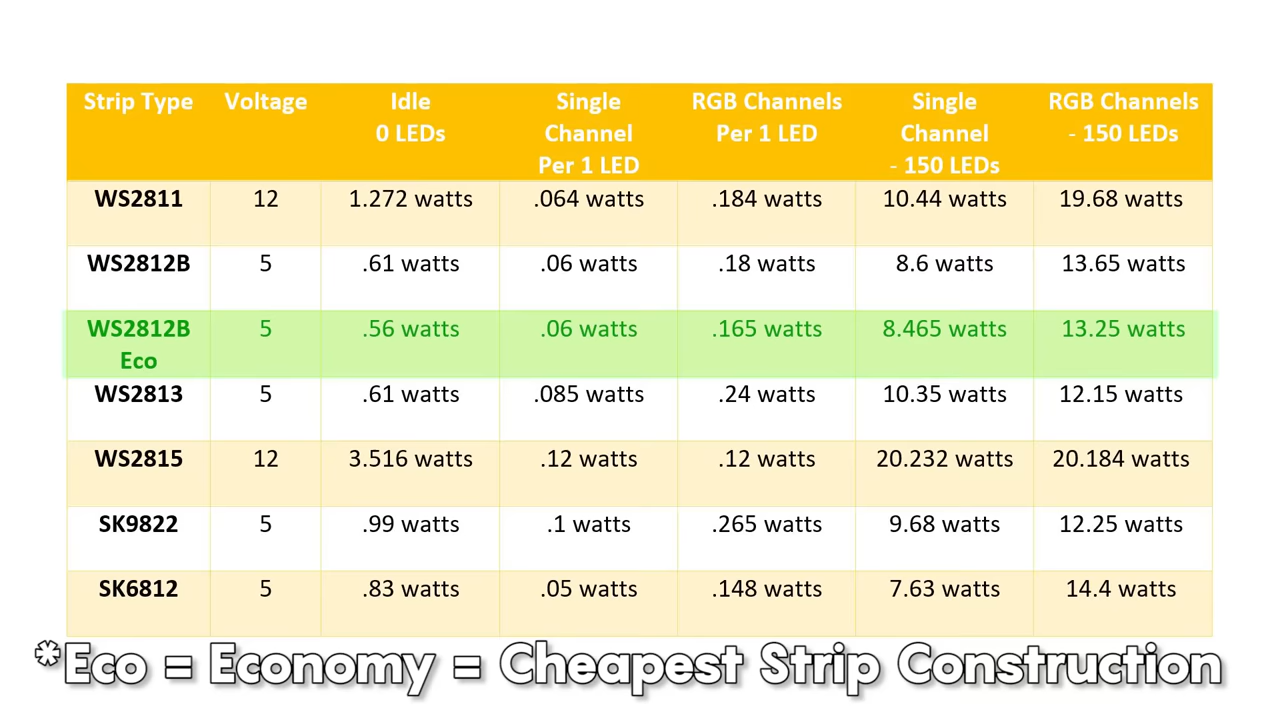 Strip Type Voltage Idle 0 LEDs Single Channel Per 1 LED RGB Channels Per 1 LED Single Channel - 150 LEDs RGB Channels - 150 LEDs
WS2811 12 1.272 watts .064 watts .184 watts 10.44 watts 19.68 watts
WS2812B 5 .61 watts .06 watts .18 watts 8.6 watts 13.65 watts
WS2812B Eco 5 .56 watts .06 watts .165 watts 8.465 watts 13.25 watts
WS2813 5 .61 watts .085 watts .24 watts 10.35 watts 12.15 watts
WS2815 12 3.516 watts .12 watts .12 watts 20.232 watts 20.184 watts
SK9822 5 .99 watts .1 watts .265 watts 9.68 watts 12.25 watts
SK6812 5 .83 watts .05 watts .148 watts 7.63 watts 14.4 watts
*Eco = Economy = Cheapest Strip Construction